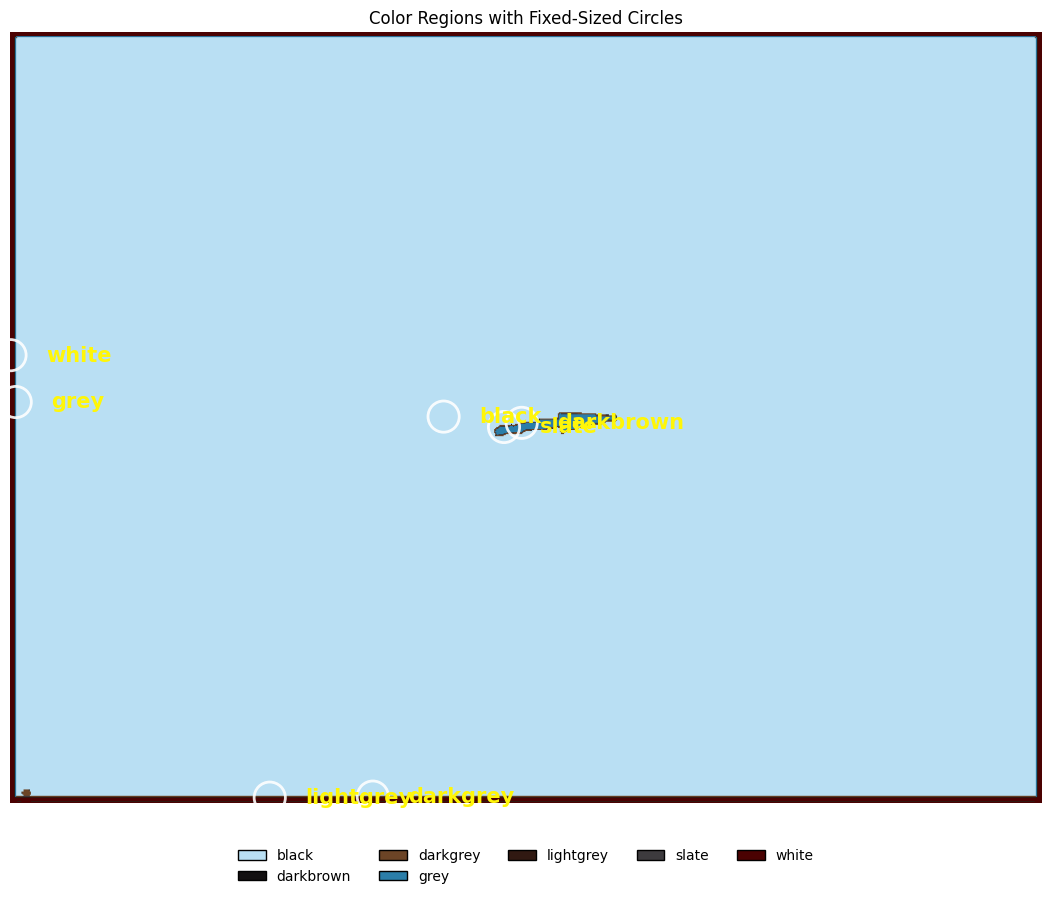 Color Regions with Fixed-Sized Circles
white
grey
black
darkbrown
slate
lightgrey
darkgrey
black darkgrey lightgrey slate white
darkbrown grey